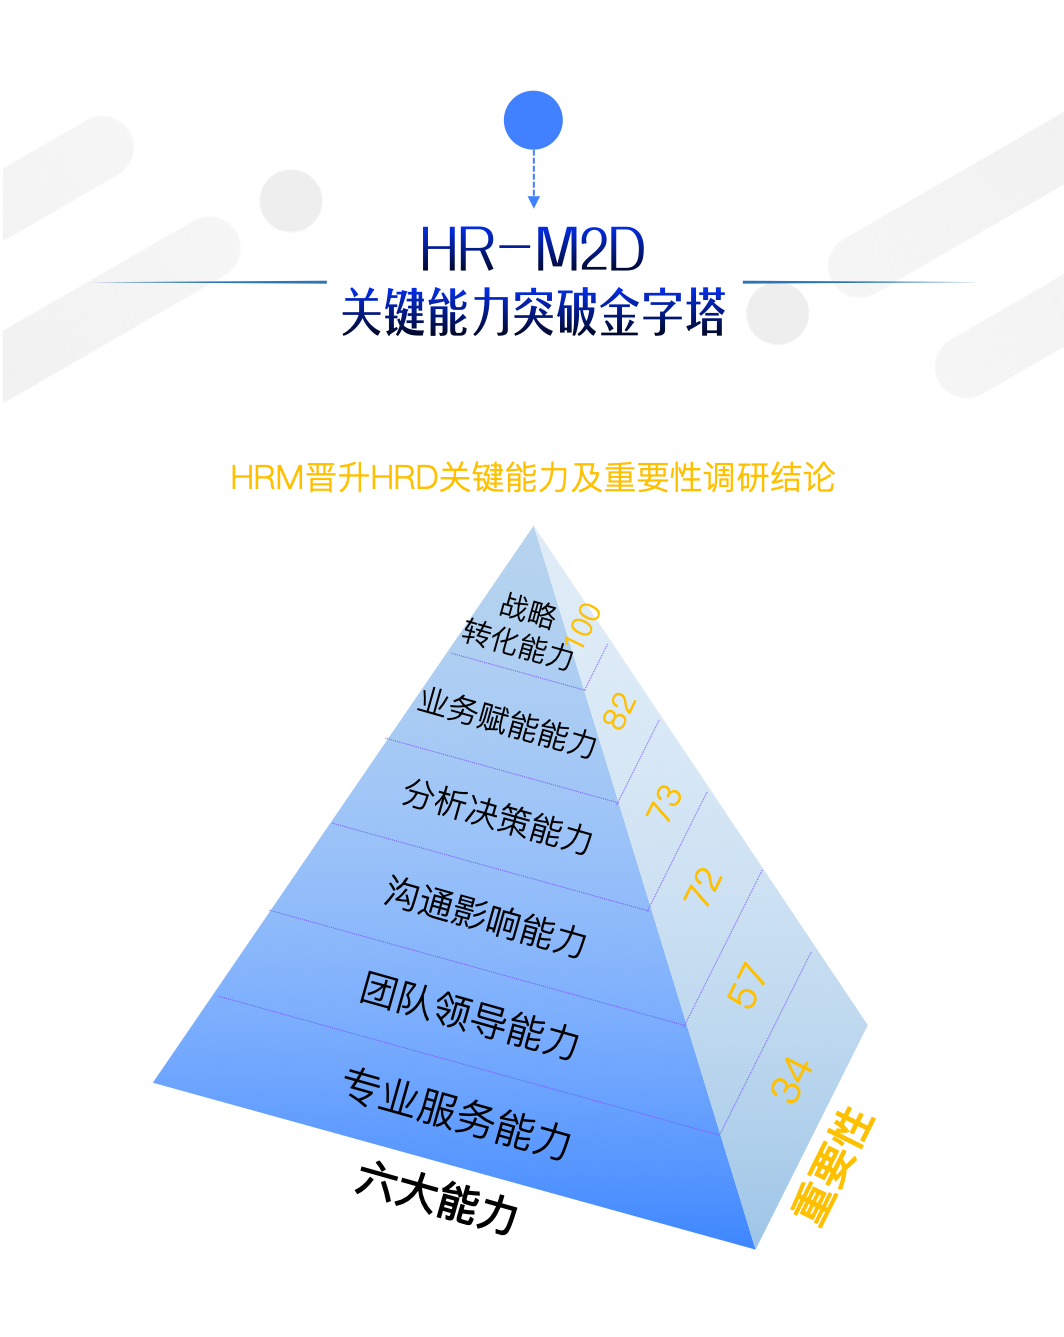 HR-M2D
关键能力突破金字塔
HRM晋升HRD关键能力及重要性调研结论
战略
转化能力
100
业务赋能能力
82
分析决策能力
73
沟通影响能力
72
团队领导能力
57
专业服务能力
34
六大能力
重要性